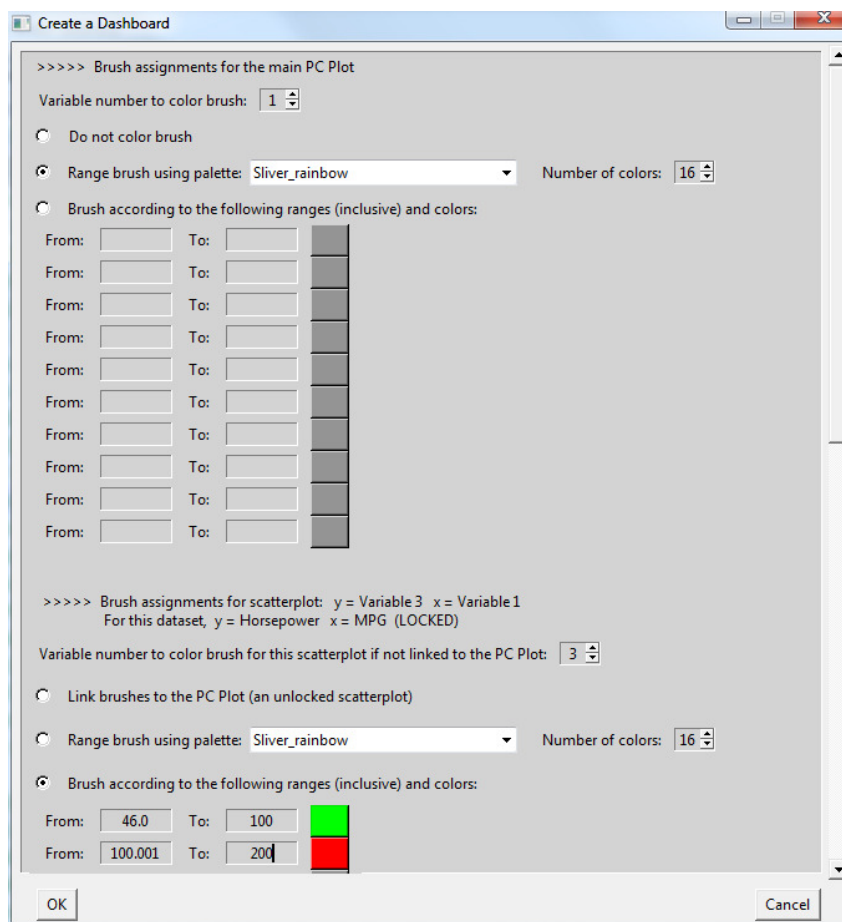 Create a Dashboard
>>>>> Brush assignments for the main PC Plot
Variable number to color brush: 1
Do not color brush
Range brush using palette: Sliver_rainbow Number of colors: 16
Brush according to the following ranges (inclusive) and colors:
From: To:
From: To:
From: To:
From: To:
From: To:
From: To:
From: To:
From: To:
From: To:
From: To:
>>>>> Brush assignments for scatterplot: y = Variable 3 x = Variable 1
For this dataset, y = Horsepower x = MPG (LOCKED)
Variable number to color brush for this scatterplot if not linked to the PC Plot: 3
Link brushes to the PC Plot (an unlocked scatterplot)
Range brush using palette: Sliver_rainbow Number of colors: 16
Brush according to the following ranges (inclusive) and colors:
From: 46.0 To: 100
From: 100.001 To: 200
OK Cancel